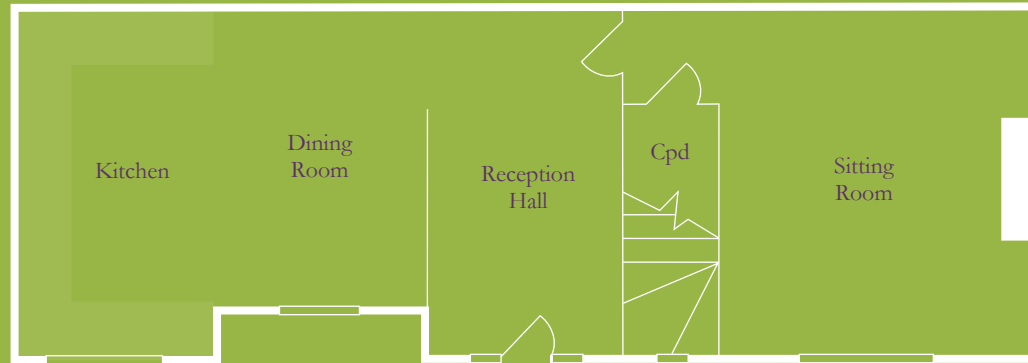 Kitchen
Dining
Room
Reception
Hall
Cpd
Sitting
Room